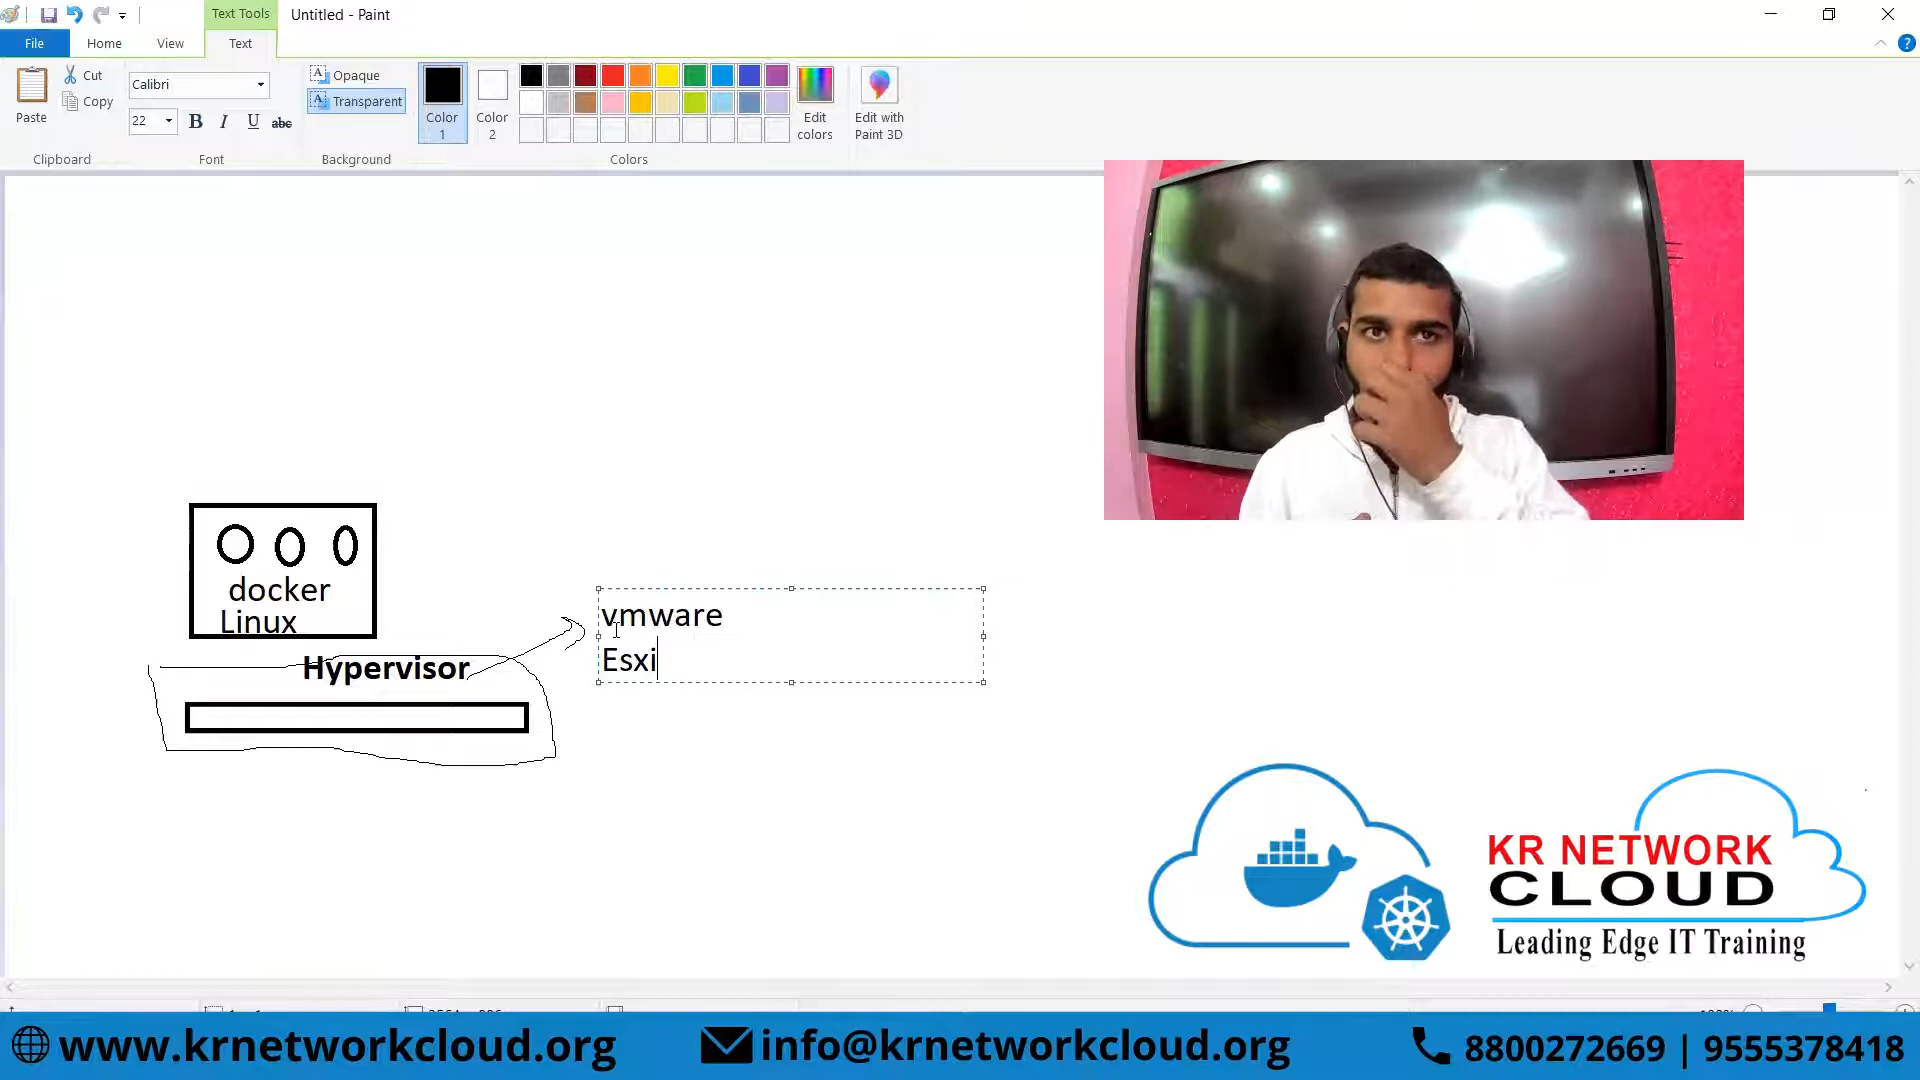 Text Tools
Untitled - Paint
File
Home
View
Text
Paste
Cut
Copy
Clipboard
Calibri
22
B I U abc
Font
Opaque
Transparent
Background
Color 1
Color 2
Edit colors
Colors
Edit with Paint 3D
docker
Linux
Hypervisor
vmware
Esxi
KR NETWORK
CLOUD
Leading Edge IT Training
www.krnetworkcloud.org
info@krnetworkcloud.org
8800272669 | 9555378418